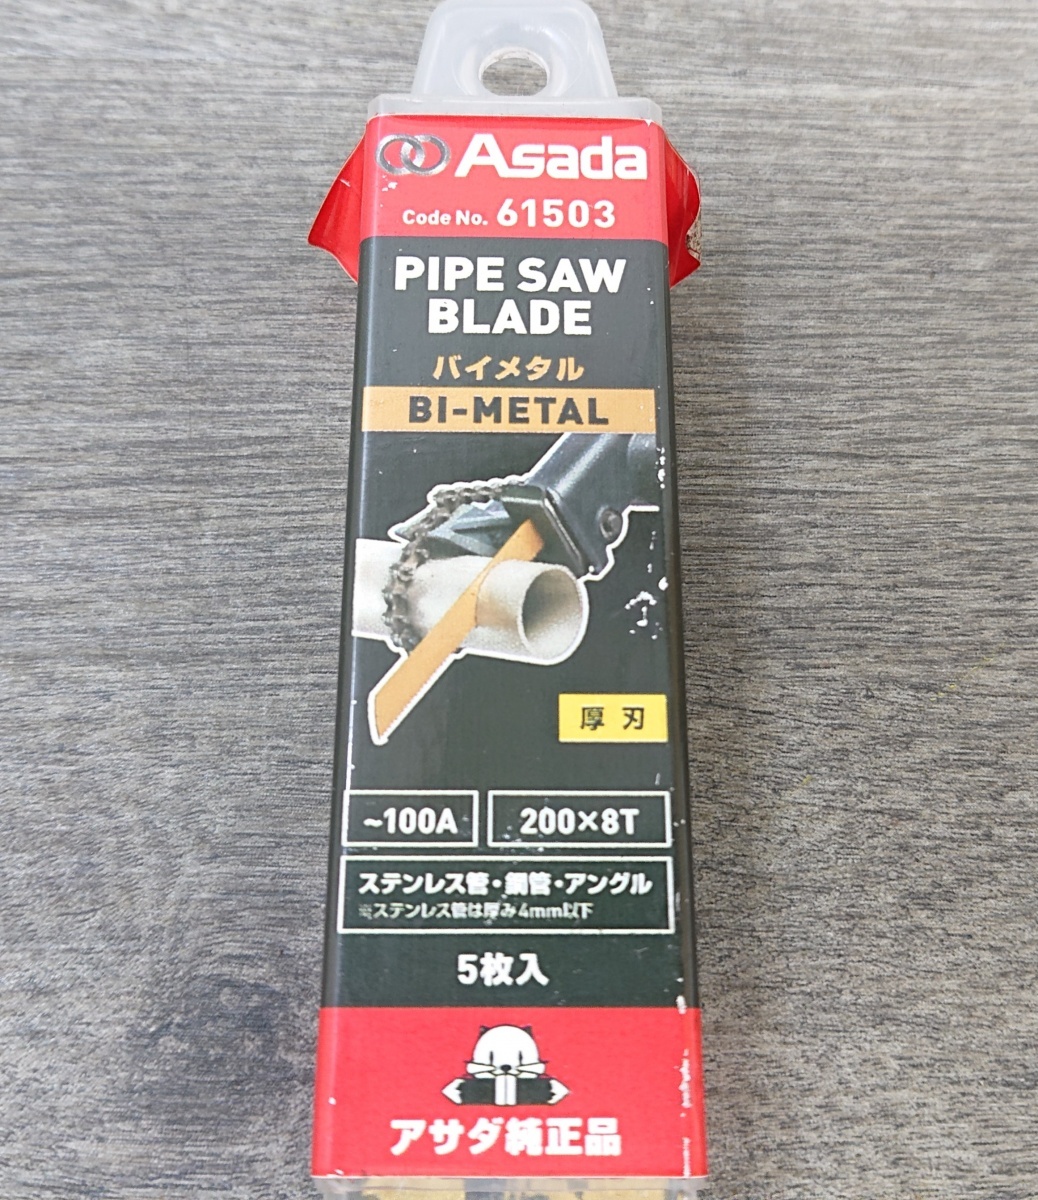 Asada
Code No. 61503
PIPE SAW
BLADE
バイメタル
BI-METAL
厚刃
~100A
200×8T
ステンレス管・鋼管・アングル
※ステンレス管は厚み4mm以下
5枚入
アサダ純正品